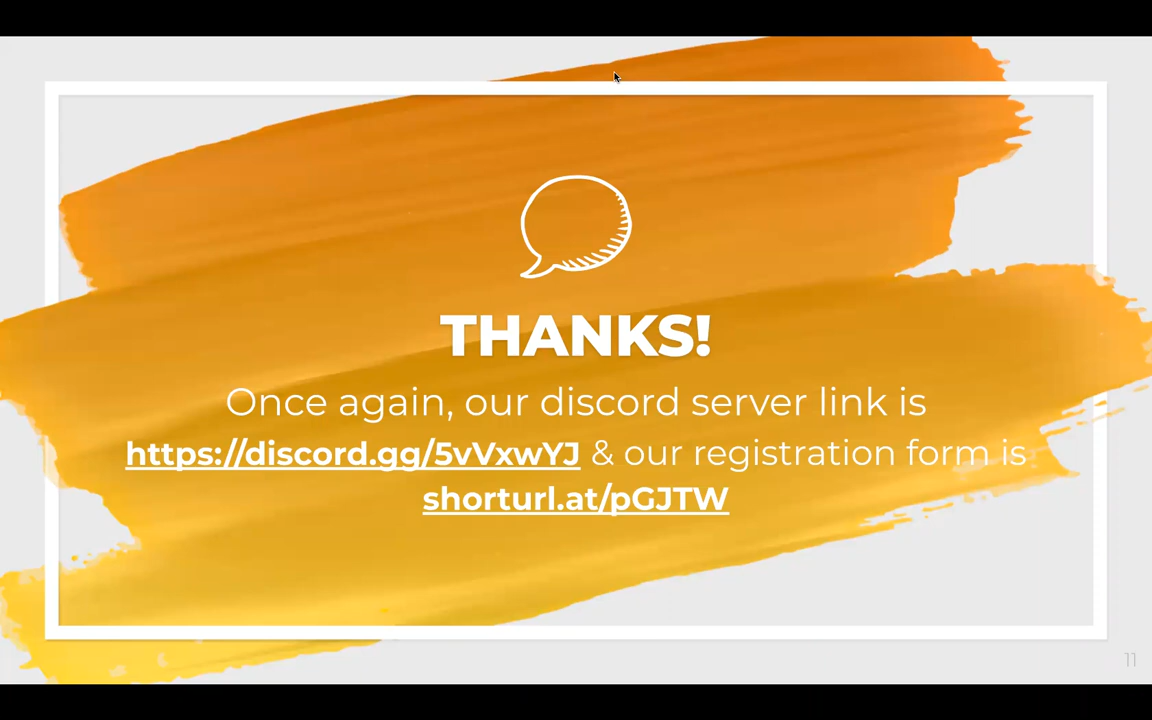 THANKS!
Once again, our discord server link is
https://discord.gg/5vVxwYJ & our registration form is
shorturl.at/pGJTW
11